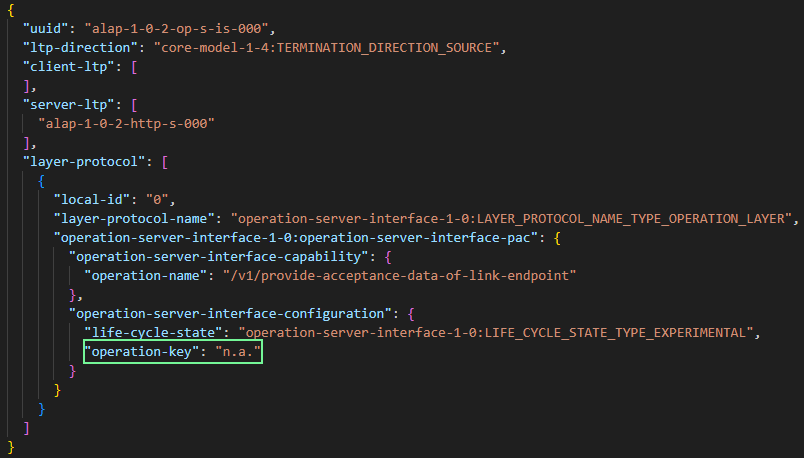 {
"uuid": "alap-1-0-2-op-s-is-000",
"ltp-direction": "core-model-1-4:TERMINATION_DIRECTION_SOURCE",
"client-ltp": [
],
"server-ltp": [
"alap-1-0-2-http-s-000"
],
"layer-protocol": [
{
"local-id": "0",
"layer-protocol-name": "operation-server-interface-1-0:LAYER_PROTOCOL_NAME_TYPE_OPERATION_LAYER",
"operation-server-interface-1-0:operation-server-interface-pac": {
"operation-server-interface-capability": {
"operation-name": "/v1/provide-acceptance-data-of-link-endpoint"
},
"operation-server-interface-configuration": {
"life-cycle-state": "operation-server-interface-1-0:LIFE_CYCLE_STATE_TYPE_EXPERIMENTAL",
"operation-key": "n.a."
}
}
}
]
}